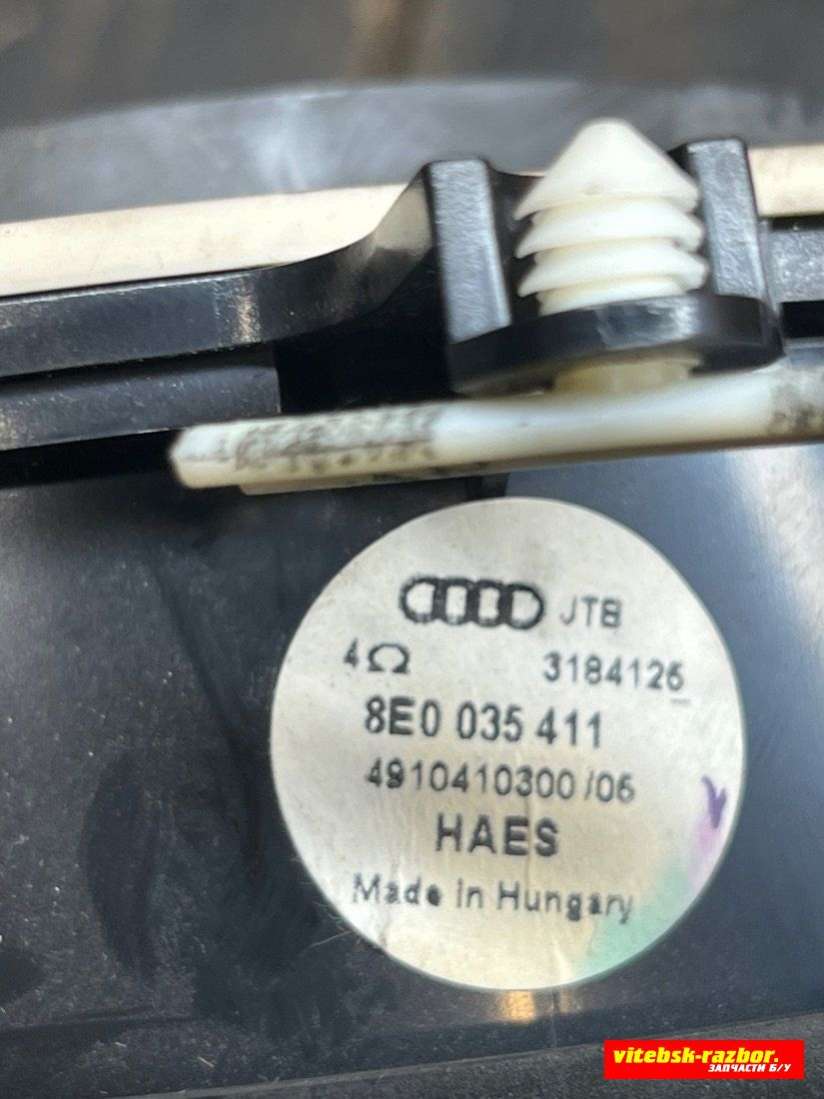 JTB
4Ω 3184126
8E0 035 411
4910410300 /06
HAES
Made in Hungary
vitebsk-razbor.
ЗАПЧАСТИ Б/У